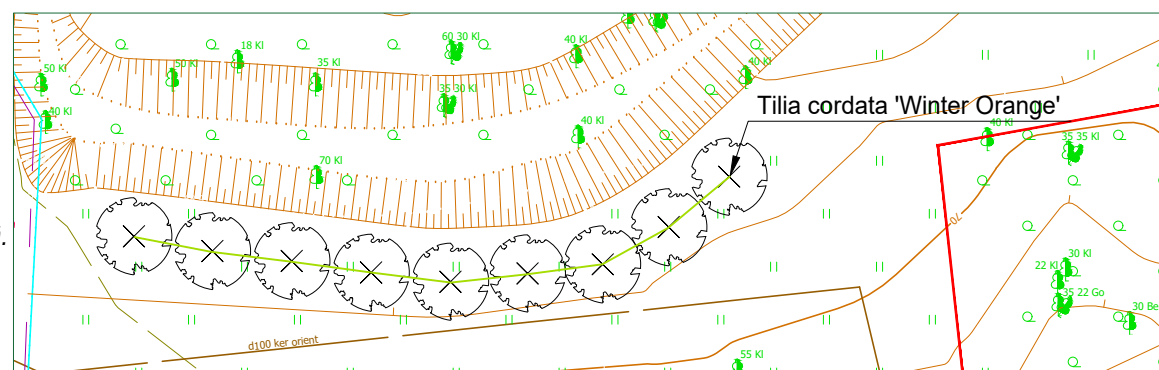 60 30 Kl
18 Kl
40 Kl
50 Kl
50 Kl
35 Kl
40 Kl
35 30 Kl
Tilia cordata 'Winter Orange'
40 Kl
40 Kl
40 Kl
35 35 Kl
70 Kl
70
30 Kl
22 Kl
35 22 Go
30 Be
d100 ker orient
55 Kl